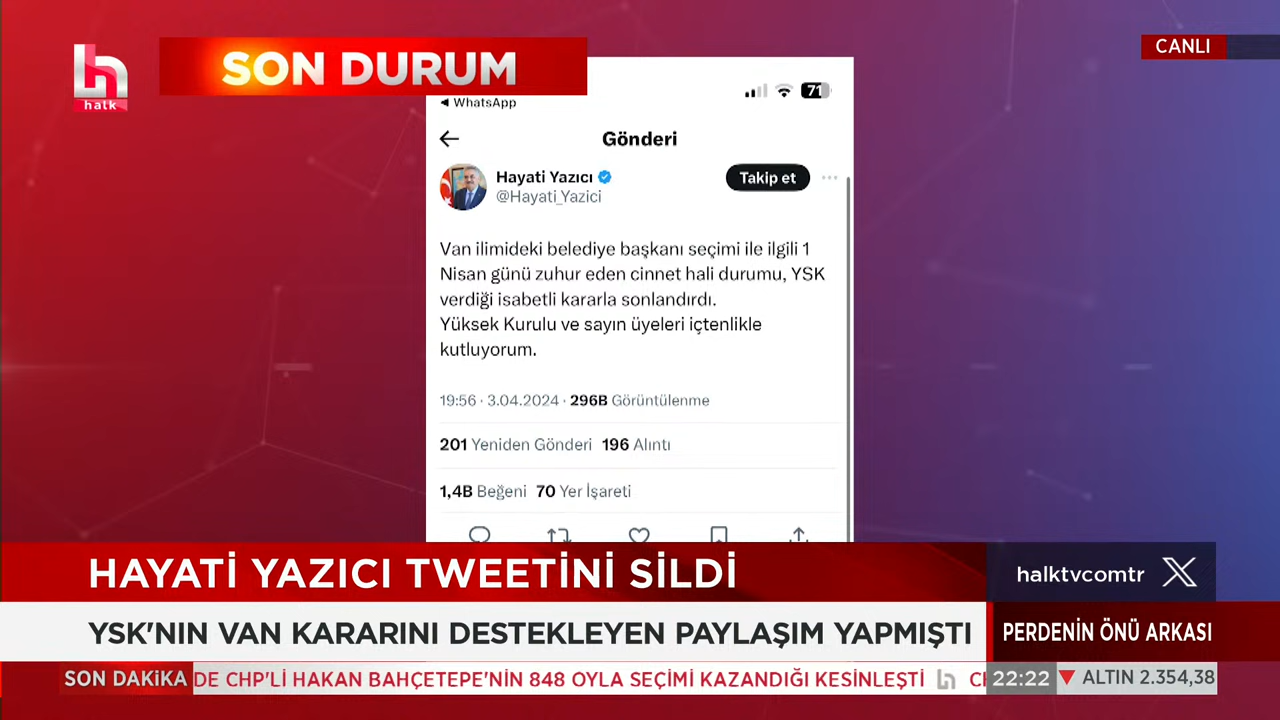 halk
SON DURUM
CANLI
71
WhatsApp
Gönderi
Hayati Yazıcı
@Hayati_Yazici
Takip et
Van ilimideki belediye başkanı seçimi ile ilgili 1
Nisan günü zuhur eden cinnet hali durumu, YSK
verdiği isabetli kararla sonlandırdı.
Yüksek Kurulu ve sayın üyeleri içtenlikle
kutluyorum.
19:56 · 3.04.2024 · 296B Görüntülenme
201 Yeniden Gönderi 196 Alıntı
1,4B Beğeni 70 Yer İşareti
HAYATİ YAZICI TWEETİNİ SİLDİ
halktvcomtr X
YSK'NIN VAN KARARINI DESTEKLEYEN PAYLAŞIM YAPMIŞTI
PERDENİN ÖNÜ ARKASI
SON DAKİKA
DE CHP'Lİ HAKAN BAHÇETEPE'NİN 848 OYLA SEÇİMİ KAZANDIĞI KESİNLEŞTİ
22:22
ALTIN 2.354,38